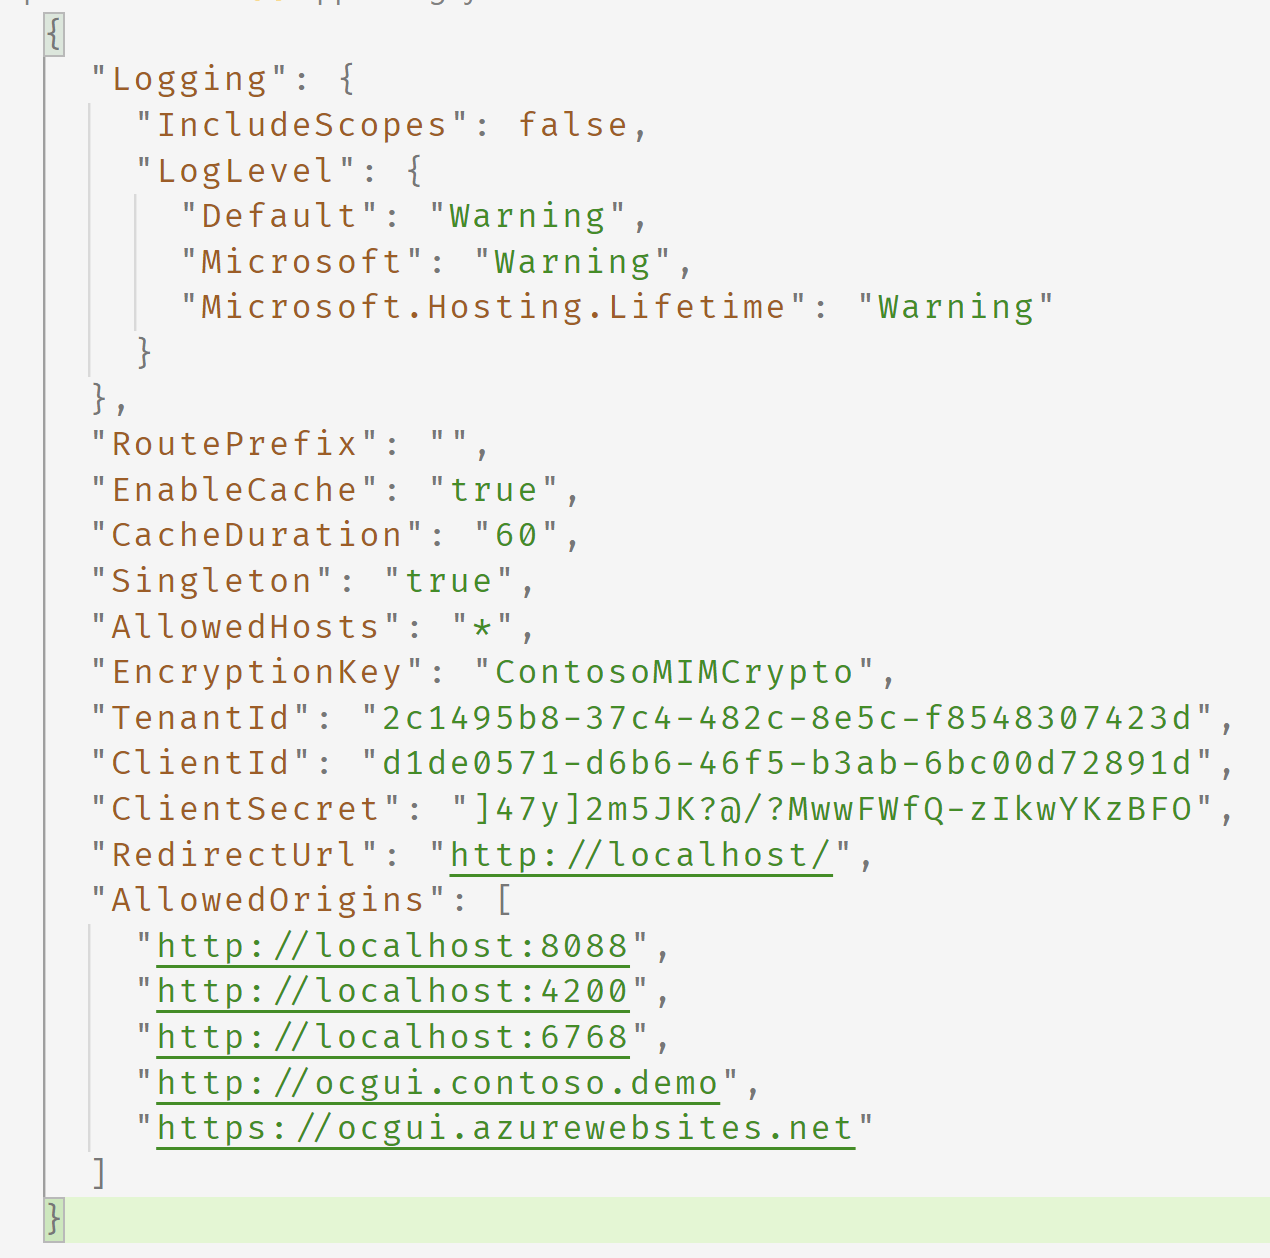 {
"Logging": {
"IncludeScopes": false,
"LogLevel": {
"Default": "Warning",
"Microsoft": "Warning",
"Microsoft.Hosting.Lifetime": "Warning"
}
},
"RoutePrefix": "",
"EnableCache": "true",
"CacheDuration": "60",
"Singleton": "true",
"AllowedHosts": "*",
"EncryptionKey": "ContosoMIMCrypto",
"TenantId": "2c1495b8-37c4-482c-8e5c-f8548307423d",
"ClientId": "d1de0571-d6b6-46f5-b3ab-6bc00d72891d",
"ClientSecret": "]47y]2m5JK?@/?MwwFWfQ-zIkwYKzBFO",
"RedirectUrl": "http://localhost/",
"AllowedOrigins": [
"http://localhost:8088",
"http://localhost:4200",
"http://localhost:6768",
"http://ocgui.contoso.demo",
"https://ocgui.azurewebsites.net"
]
}